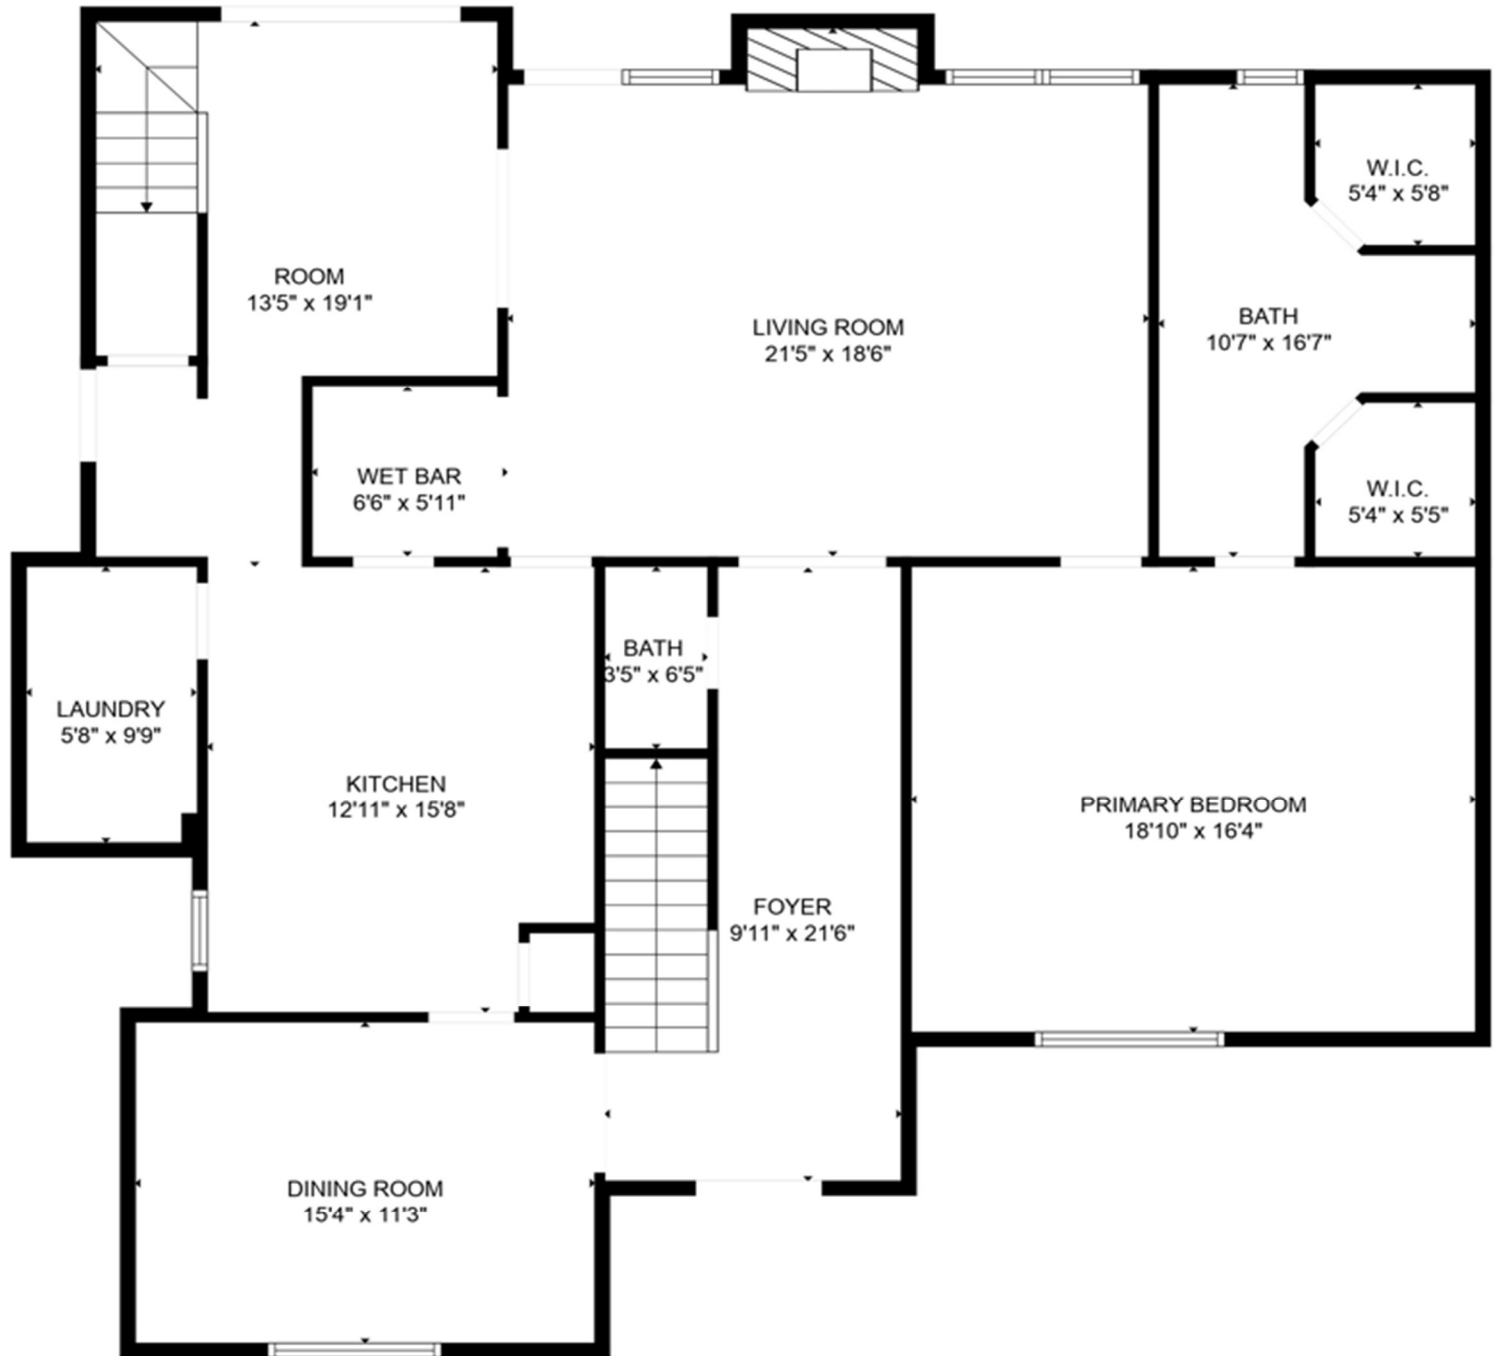 W.I.C.
5'4" x 5'8"
ROOM
13'5" x 19'1"
LIVING ROOM
21'5" x 18'6"
BATH
10'7" x 16'7"
WET BAR
6'6" x 5'11"
W.I.C.
5'4" x 5'5"
BATH
3'5" x 6'5"
LAUNDRY
5'8" x 9'9"
KITCHEN
12'11" x 15'8"
PRIMARY BEDROOM
18'10" x 16'4"
FOYER
9'11" x 21'6"
DINING ROOM
15'4" x 11'3"